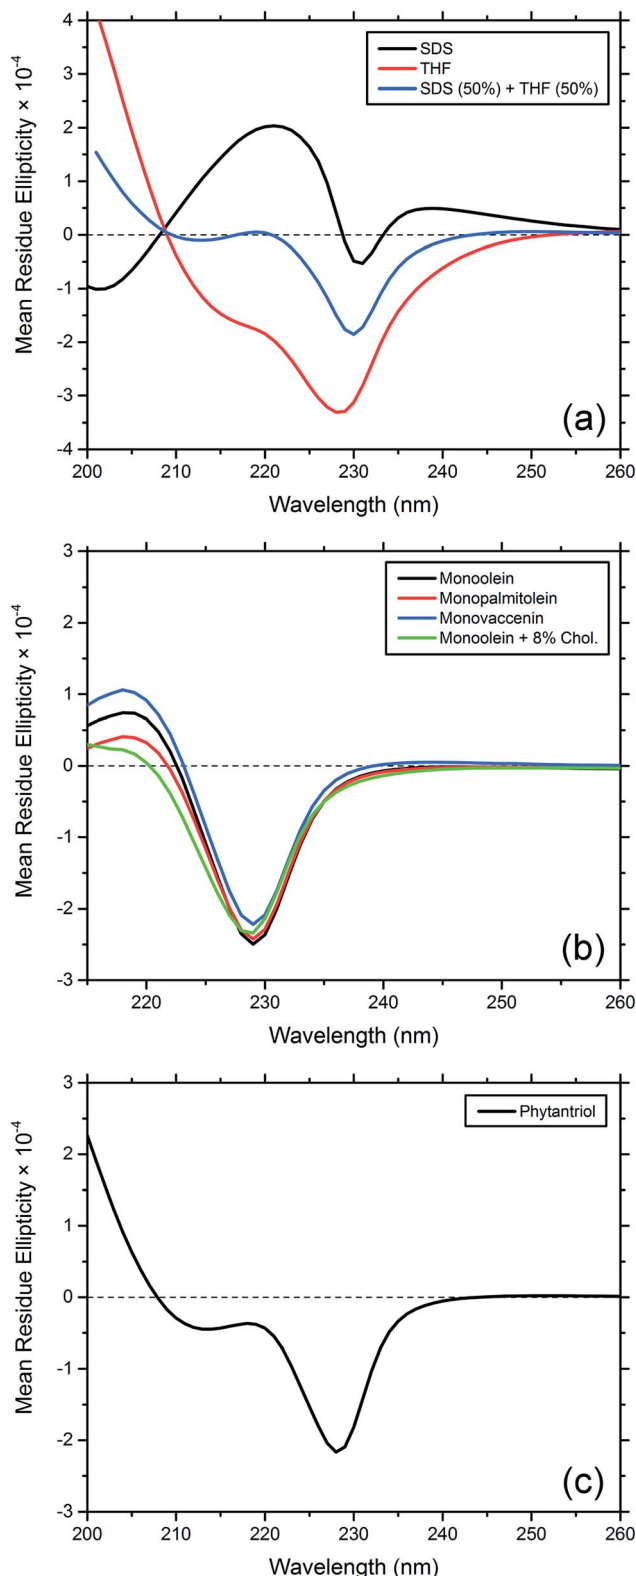 Mean Residue Ellipticity × 10⁻⁴
4
3
2
1
0
-1
-2
-3
-4
SDS
THF
SDS (50%) + THF (50%)
(a)
200 210 220 230 240 250 260
Wavelength (nm)
Mean Residue Ellipticity × 10⁻⁴
3
2
1
0
-1
-2
-3
Monoolein
Monopalmitolein
Monovaccenin
Monoolein + 8% Chol.
(b)
220 230 240 250 260
Wavelength (nm)
Mean Residue Ellipticity × 10⁻⁴
3
2
1
0
-1
-2
-3
Phytantriol
(c)
200 210 220 230 240 250 260
Wavelength (nm)